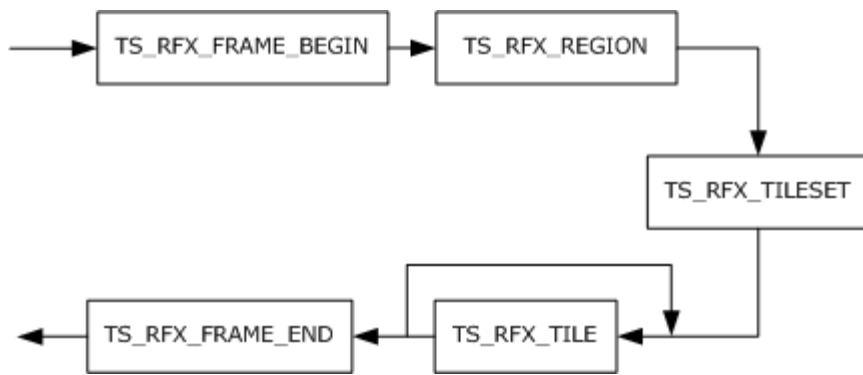 TS_RFX_FRAME_BEGIN
TS_RFX_REGION
TS_RFX_TILESET
TS_RFX_FRAME_END
TS_RFX_TILE